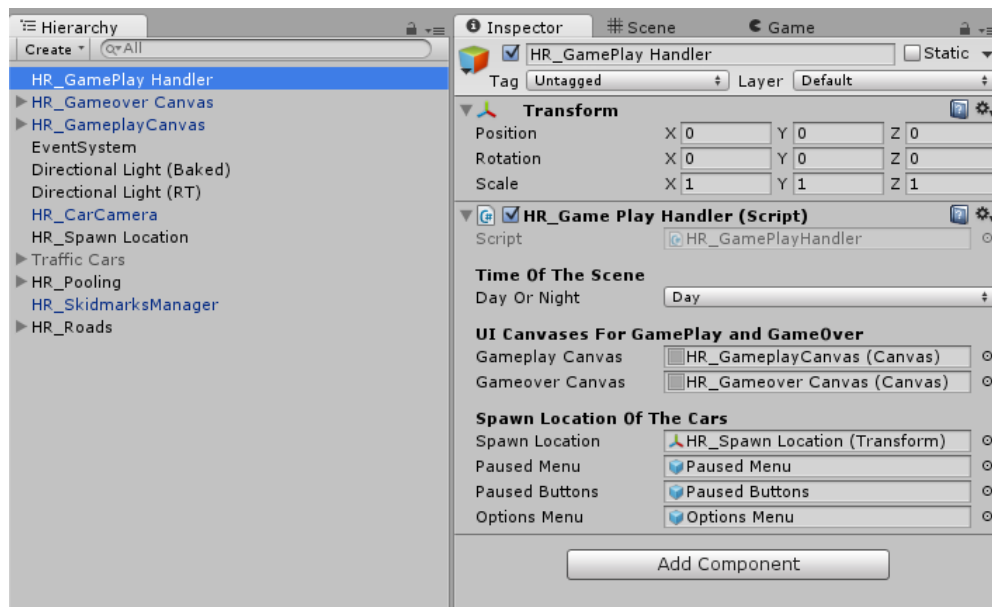 Hierarchy
Create
All
HR_GamePlay Handler
HR_Gameover Canvas
HR_GameplayCanvas
EventSystem
Directional Light (Baked)
Directional Light (RT)
HR_CarCamera
HR_Spawn Location
Traffic Cars
HR_Pooling
HR_SkidmarksManager
HR_Roads
Inspector Scene Game
HR_GamePlay Handler Static
Tag Untagged Layer Default
Transform
Position X 0 Y 0 Z 0
Rotation X 0 Y 0 Z 0
Scale X 1 Y 1 Z 1
HR_Game Play Handler (Script)
Script HR_GamePlayHandler
Time Of The Scene
Day Or Night Day
UI Canvases For GamePlay and GameOver
Gameplay Canvas HR_GameplayCanvas (Canvas)
Gameover Canvas HR_Gameover Canvas (Canvas)
Spawn Location Of The Cars
Spawn Location HR_Spawn Location (Transform)
Paused Menu Paused Menu
Paused Buttons Paused Buttons
Options Menu Options Menu
Add Component